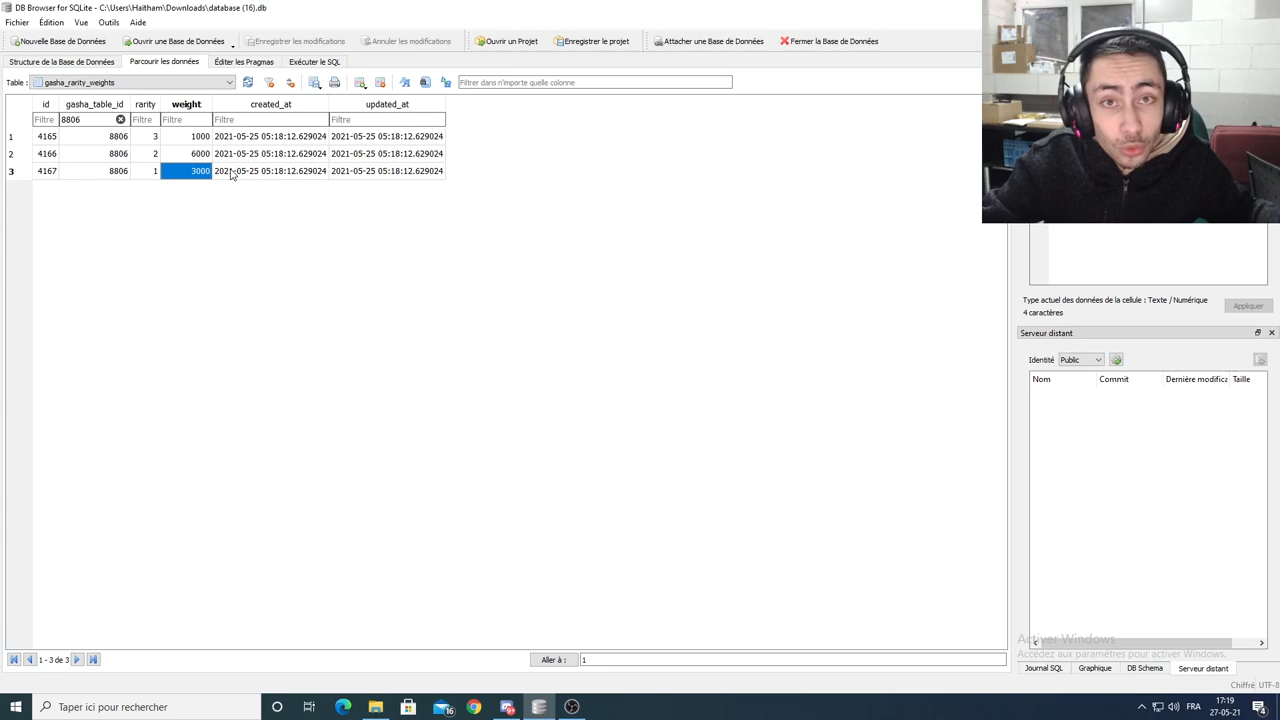 DB Browser for SQLite - C:\Users\Haitham\Downloads\database (16).db
Fichier Édition Vue Outils Aide
Nouvelle Base de Données Ouvrir une Base de Données Enregistrer les modifications Annuler les modifications Ouvrir un Projet Enregistrer le projet Attacher une Base de Données Fermer la Base de Données
Structure de la Base de Données Parcourir les données Éditer les Pragmas Exécuter le SQL
Table : gasha_rarity_weights Filtrer dans n'importe quelle colonne
id gasha_table_id rarity weight created_at updated_at
Filtre 8806 Filtre Filtre Filtre Filtre
1 4165 8806 3 1000 2021-05-25 05:18:12.629024 2021-05-25 05:18:12.629024
2 4166 8806 2 6000 2021-05-25 05:18:12.629024 2021-05-25 05:18:12.629024
3 4167 8806 1 3000 2021-05-25 05:18:12.629024 2021-05-25 05:18:12.629024
Type actuel des données de la cellule : Texte / Numérique
4 caractères
Appliquer
Serveur distant
Identité Public
Nom Commit Dernière modifica Taille
Activer Windows
Accédez aux paramètres pour activer Windows.
1 - 3 de 3 Aller à : 1
Journal SQL Graphique DB Schema Serveur distant
Chiffré UTF-8
Taper ici pour rechercher
16
FRA
17:19
27-05-21
4